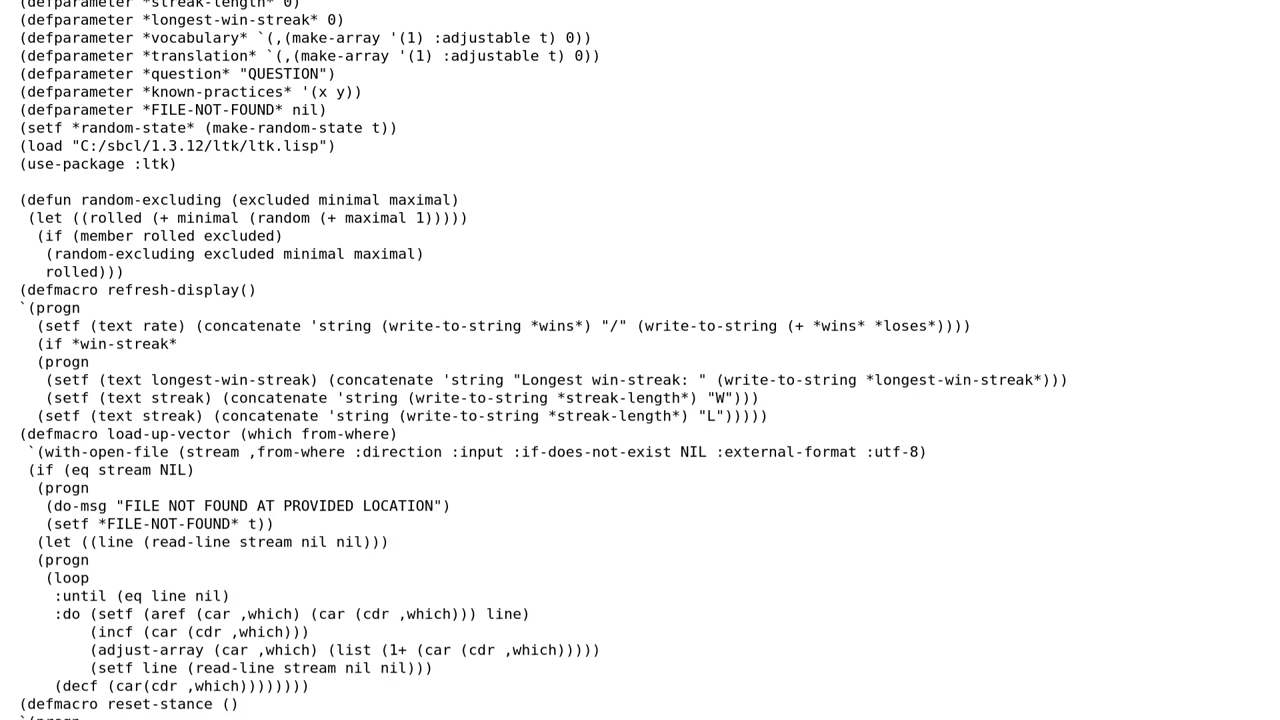 (defparameter *streak-length* 0)
(defparameter *longest-win-streak* 0)
(defparameter *vocabulary* `(,(make-array '(1) :adjustable t) 0))
(defparameter *translation* `(,(make-array '(1) :adjustable t) 0))
(defparameter *question* "QUESTION")
(defparameter *known-practices* '(x y))
(defparameter *FILE-NOT-FOUND* nil)
(setf *random-state* (make-random-state t))
(load "C:/sbcl/1.3.12/ltk/ltk.lisp")
(use-package :ltk)
(defun random-excluding (excluded minimal maximal)
(let ((rolled (+ minimal (random (+ maximal 1)))))
(if (member rolled excluded)
(random-excluding excluded minimal maximal)
rolled)))
(defmacro refresh-display()
`(progn
(setf (text rate) (concatenate 'string (write-to-string *wins*) "/" (write-to-string (+ *wins* *loses*))))
(if *win-streak*
(progn
(setf (text longest-win-streak) (concatenate 'string "Longest win-streak: " (write-to-string *longest-win-streak*)))
(setf (text streak) (concatenate 'string (write-to-string *streak-length*) "W")))
(setf (text streak) (concatenate 'string (write-to-string *streak-length*) "L")))))
(defmacro load-up-vector (which from-where)
`(with-open-file (stream ,from-where :direction :input :if-does-not-exist NIL :external-format :utf-8)
(if (eq stream NIL)
(progn
(do-msg "FILE NOT FOUND AT PROVIDED LOCATION")
(setf *FILE-NOT-FOUND* t))
(let ((line (read-line stream nil nil)))
(progn
(loop
:until (eq line nil)
:do (setf (aref (car ,which) (car (cdr ,which))) line)
(incf (car (cdr ,which)))
(adjust-array (car ,which) (list (1+ (car (cdr ,which)))))
(setf line (read-line stream nil nil)))
(decf (car(cdr ,which))))))))
(defmacro reset-stance ()
`(progn